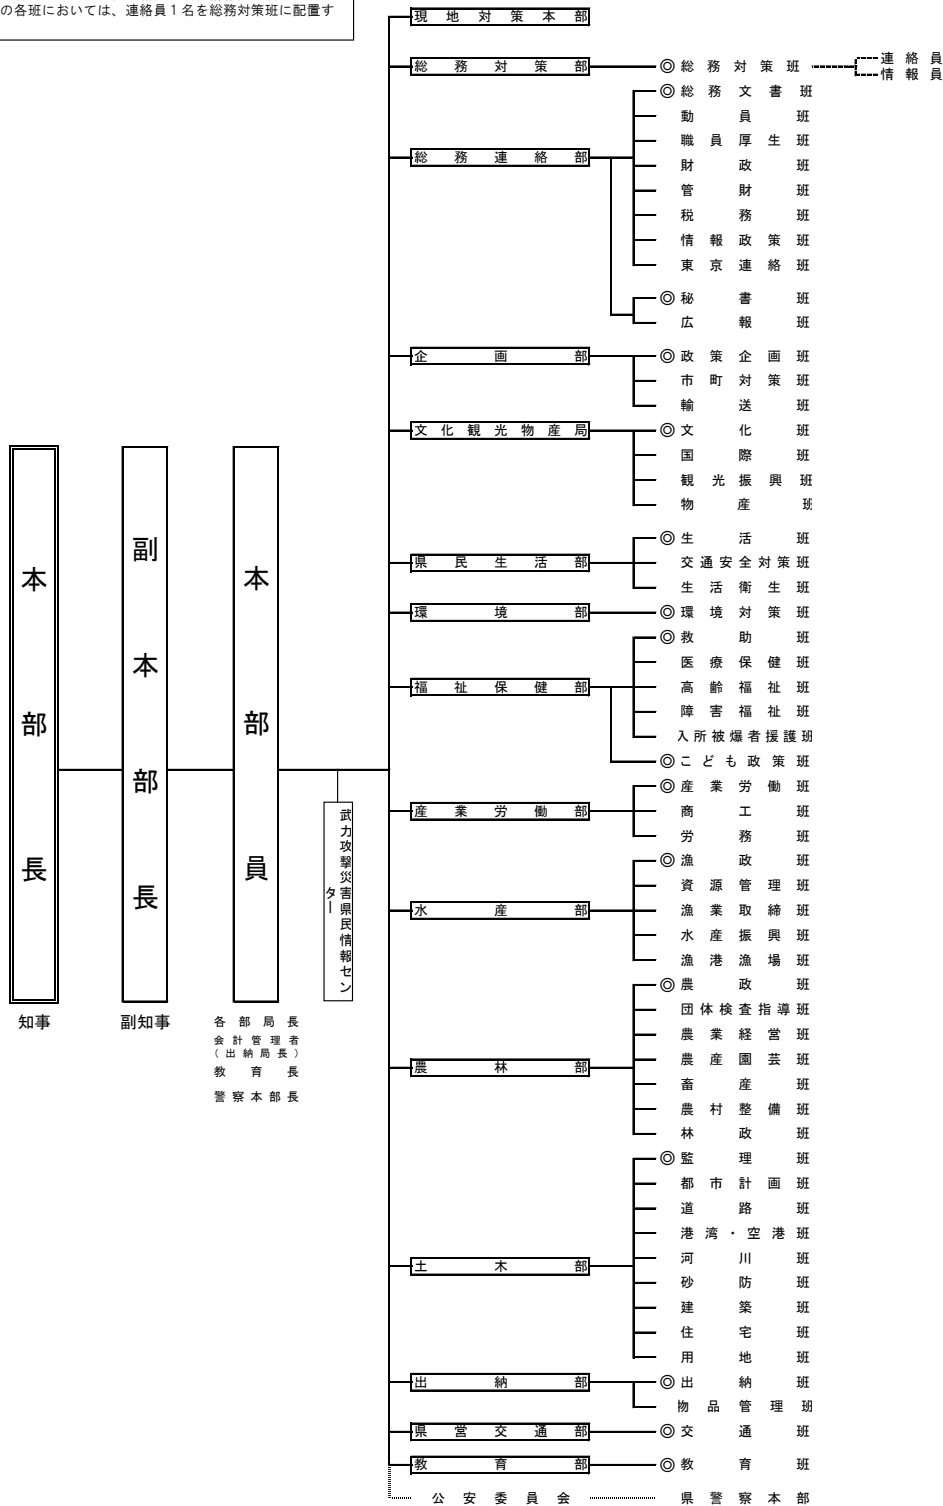 の各班においては、連絡員１名を総務対策班に配置す
現地対策本部
総務対策部
◎総務対策班
連絡員
情報員
総務連絡部
◎総務文書班
動員班
職員厚生班
財政班
管財班
税務班
情報政策班
東京連絡班
◎秘書班
広報班
企画部
◎政策企画班
市町対策班
輸送班
文化観光物産局
◎文化班
国際班
観光振興班
物産班
県民生活部
◎生活班
交通安全対策班
生活衛生班
環境部
◎環境対策班
福祉保健部
◎救助班
医療保健班
高齢福祉班
障害福祉班
入所被爆者援護班
◎こども政策班
産業労働部
◎産業労働班
商工班
労務班
水産部
◎漁政班
資源管理班
漁業取締班
水産振興班
漁港漁場班
農林部
◎農政班
団体検査指導班
農業経営班
農産園芸班
畜産班
農村整備班
林政班
土木部
◎監理班
都市計画班
道路班
港湾・空港班
河川班
砂防班
建築班
住宅班
用地班
出納部
◎出納班
物品管理班
県営交通部
◎交通班
教育部
◎教育班
公安委員会
県警察本部
本部長
知事
副本部長
副知事
本部員
各部局長
会計管理者
（出納局長）
教育長
警察本部長
武力攻撃災害県民情報セン
ター